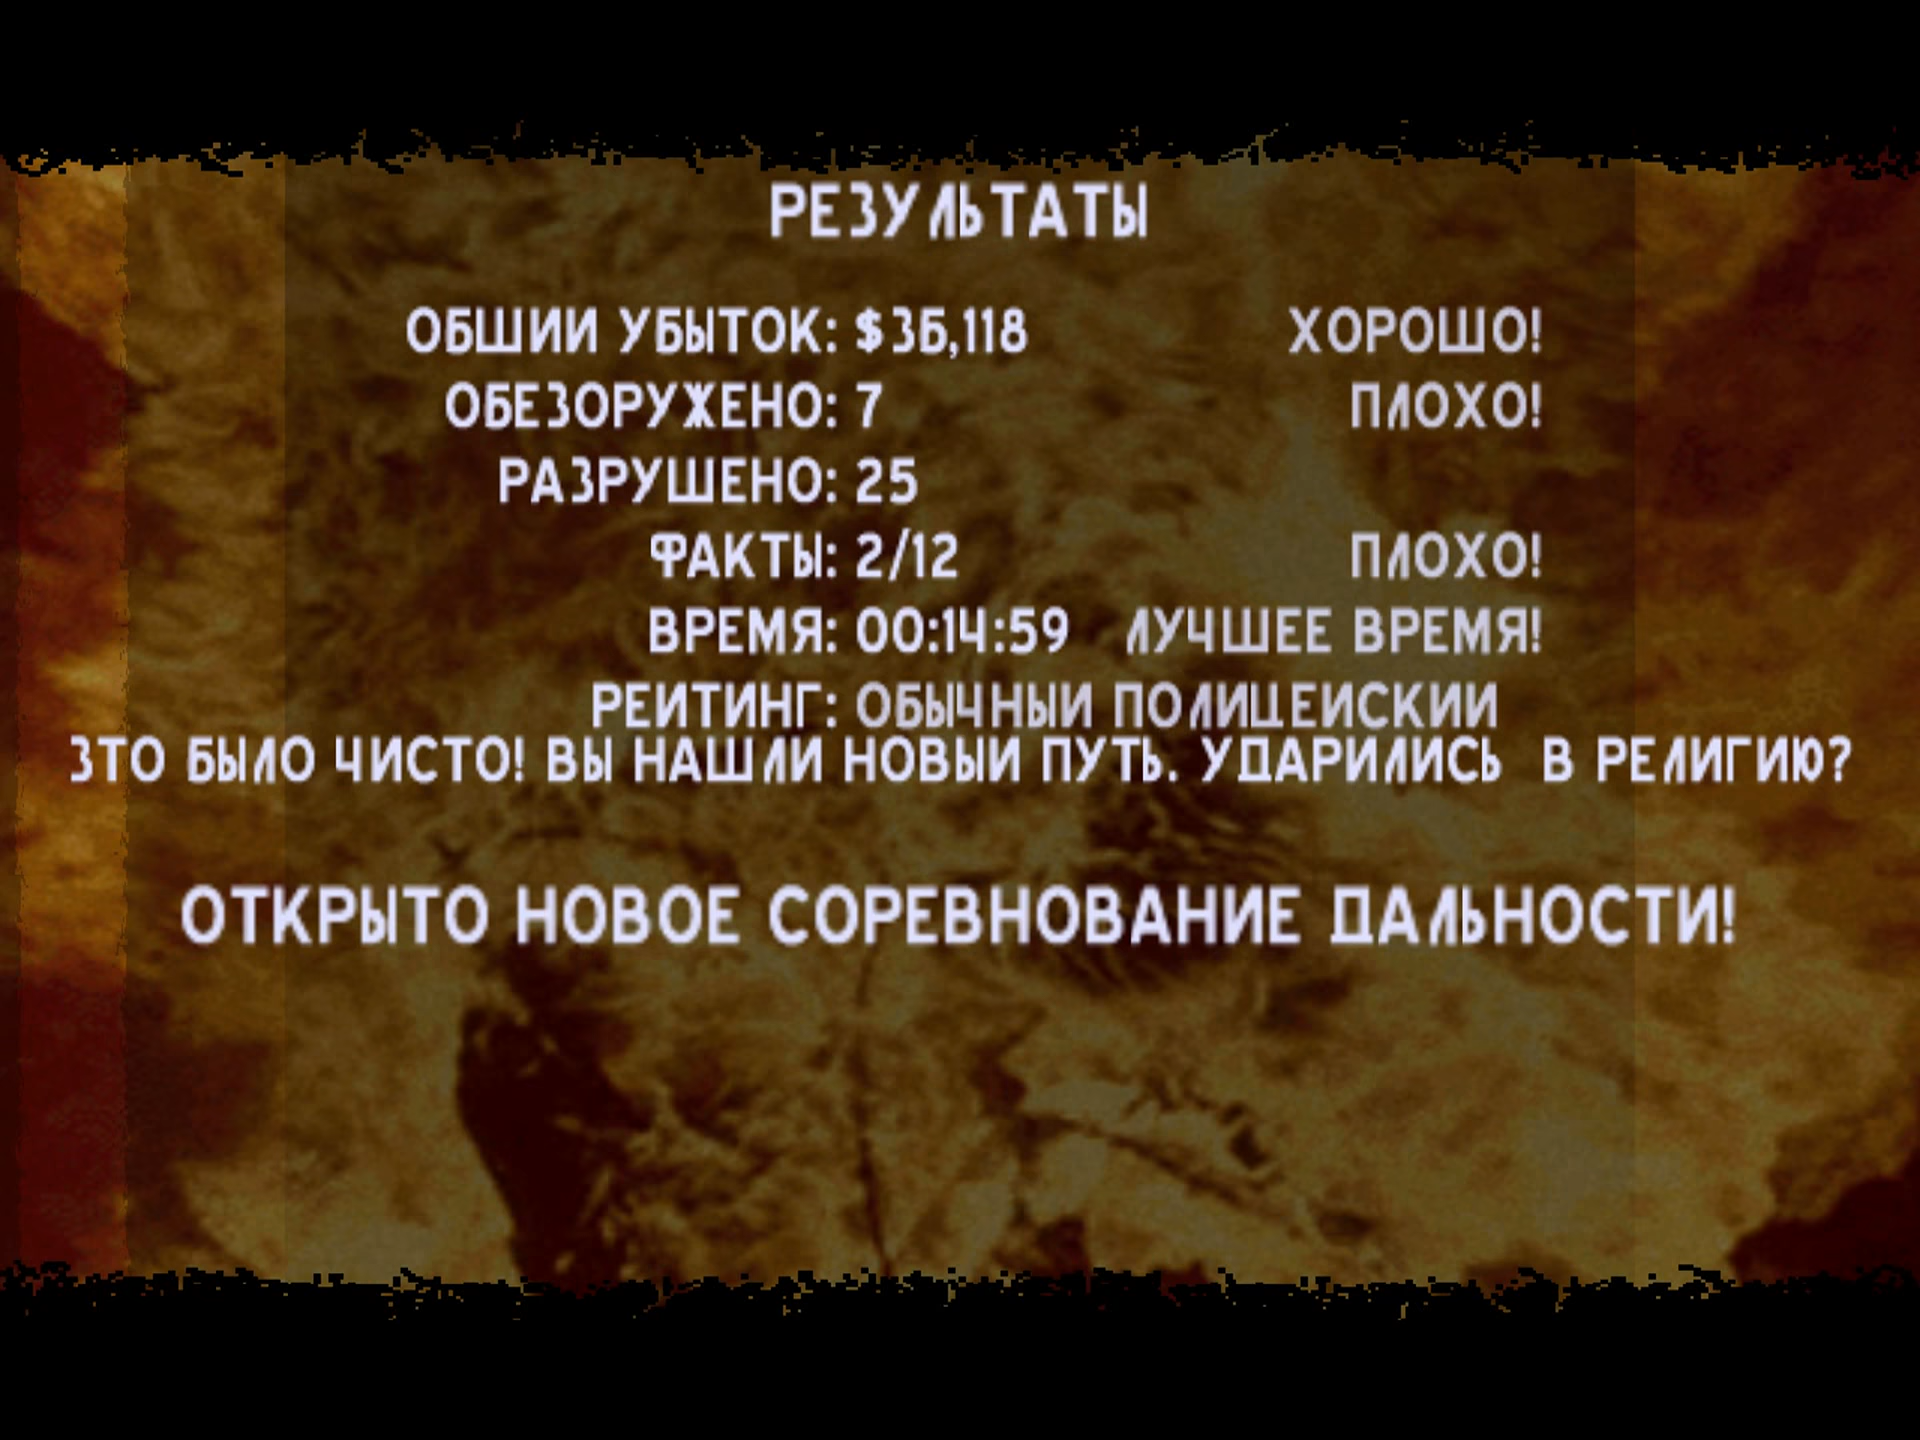 РЕЗУЛЬТАТЫ
ОБШИИ УБЫТОК: $36,118 ХОРОШО!
ОБЕЗОРУЖЕНО: 7 ПЛОХО!
РАЗРУШЕНО: 25
ФАКТЫ: 2/12 ПЛОХО!
ВРЕМЯ: 00:14:59 ЛУЧШЕЕ ВРЕМЯ!
РЕИТИНГ: ОБЫЧНЫИ ПОЛИЦЕИСКИИ
ЗТО БЫЛО ЧИСТО! ВЫ НАШЛИ НОВЫИ ПУТЬ. УДАРИЛИСЬ В РЕЛИГИЮ?
ОТКРЫТО НОВОЕ СОРЕВНОВАНИЕ ДАЛЬНОСТИ!